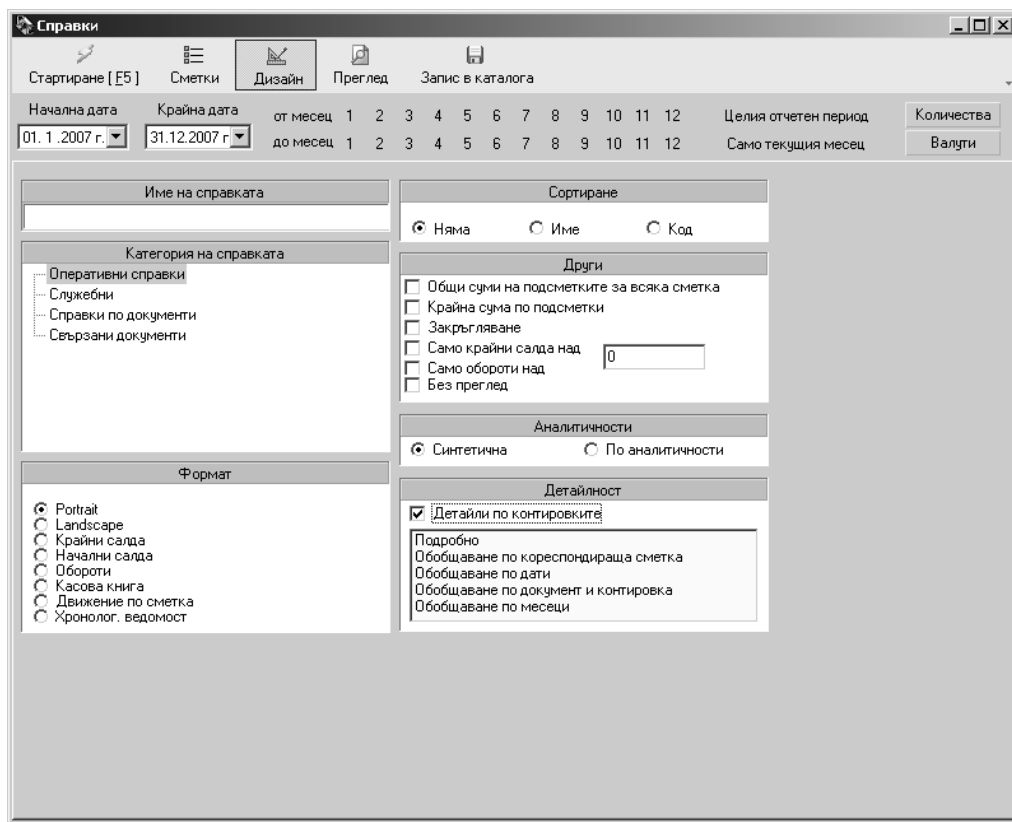 Справки
Стартиране [ F5 ] Сметки Дизайн Преглед Запис в каталога
Начална дата Крайна дата от месец 1 2 3 4 5 6 7 8 9 10 11 12 Целия отчетен период Количества
01. 1 .2007 г. 31.12.2007 г до месец 1 2 3 4 5 6 7 8 9 10 11 12 Само текущия месец Валути
Име на справката
Категория на справката
Оперативни справки
Служебни
Справки по документи
Свързани документи
Формат
Portrait
Landscape
Крайни салда
Начални салда
Обороти
Касова книга
Движение по сметка
Хронолог. ведомост
Сортиране
Няма Име Код
Други
Общи суми на подсметките за всяка сметка
Крайна сума по подсметки
Закръгляване
Само крайни салда над 0
Само обороти над
Без преглед
Аналитичности
Синтетична По аналитичности
Детайлност
Детайли по контировките
Подробно
Обобщаване по кореспондираща сметка
Обобщаване по дати
Обобщаване по документ и контировка
Обобщаване по месеци